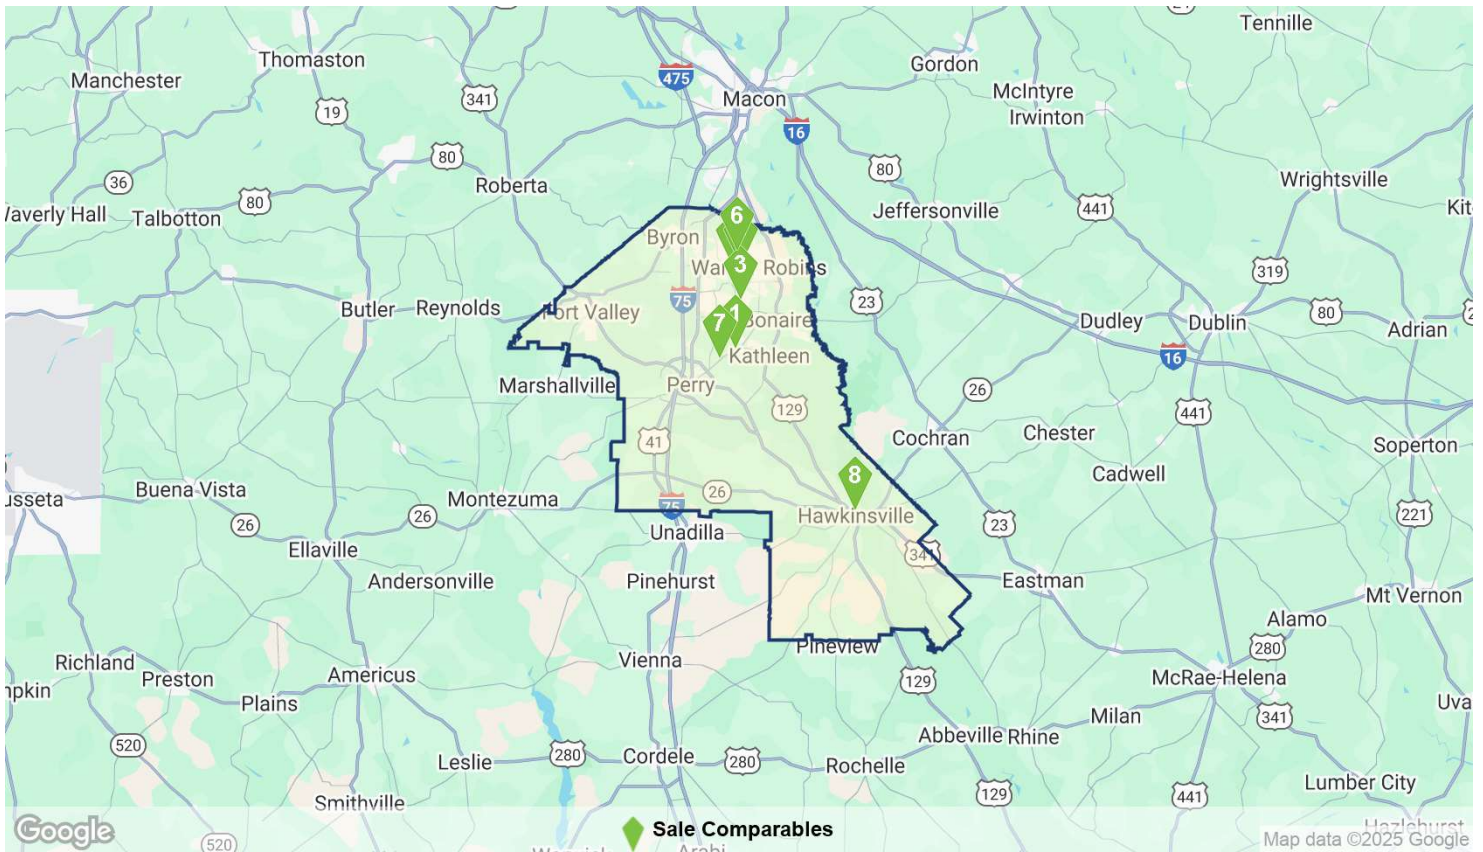 Tennille
Thomaston
Manchester
Gordon
475
McIntyre
341
Macon
19
Irwinton
16
80
80
36
Roberta
Wrightsville
80
Jeffersonville
441
Talbotton
6
Byron
3
Robins
319
75
23
Butler
Reynolds
Fort Valley
7
1
Bonaire
80
Dudley
Dublin
Adrian
Kathleen
16
Marshallville
Perry
26
129
441
41
Cochran
Chester
Soperton
8
Cadwell
Buena Vista
26
Montezuma
75
Hawkinsville
221
26
26
23
Unadilla
Ellaville
341
Andersonville
Pinehurst
Eastman
Mt Vernon
Alamo
Pineview
280
Richland
Vienna
Preston
Americus
129
McRae-Helena
Plains
341
Milan
520
Abbeville
Rhine
280
Cordele
280
Leslie
Rochelle
Lumber City
129
441
Smithville
Google
Sale Comparables
520
Map data ©2025 Google